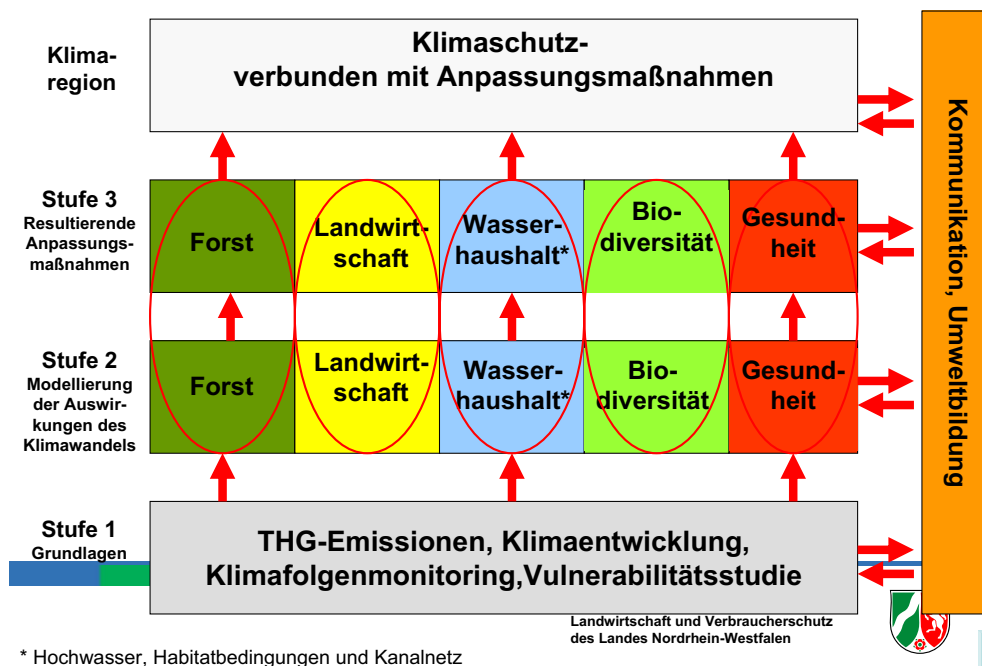 Klima-
region
Klimaschutz-
verbunden mit Anpassungsmaßnahmen
Stufe 3
Resultierende
Anpassungs-
maßnahmen
Forst
Landwirt-
schaft
Wasser-
haushalt*
Bio-
diversität
Gesund-
heit
Stufe 2
Modellierung
der Auswir-
kungen des
Klimawandels
Forst
Landwirt-
schaft
Wasser-
haushalt*
Bio-
diversität
Gesund-
heit
Stufe 1
Grundlagen
THG-Emissionen, Klimaentwicklung,
Klimafolgenmonitoring,Vulnerabilitätsstudie
Kommunikation, Umweltbildung
Landwirtschaft und Verbraucherschutz
des Landes Nordrhein-Westfalen
* Hochwasser, Habitatbedingungen und Kanalnetz